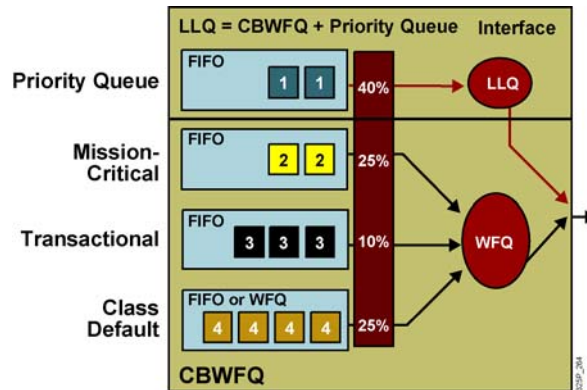 LLQ = CBWFQ + Priority Queue
Interface
Priority Queue
FIFO
1 1
40%
LLQ
Mission-
Critical
FIFO
2 2
25%
Transactional
FIFO
3 3 3
10%
WFQ
Class
Default
FIFO or WFQ
4 4 4 4
25%
CBWFQ